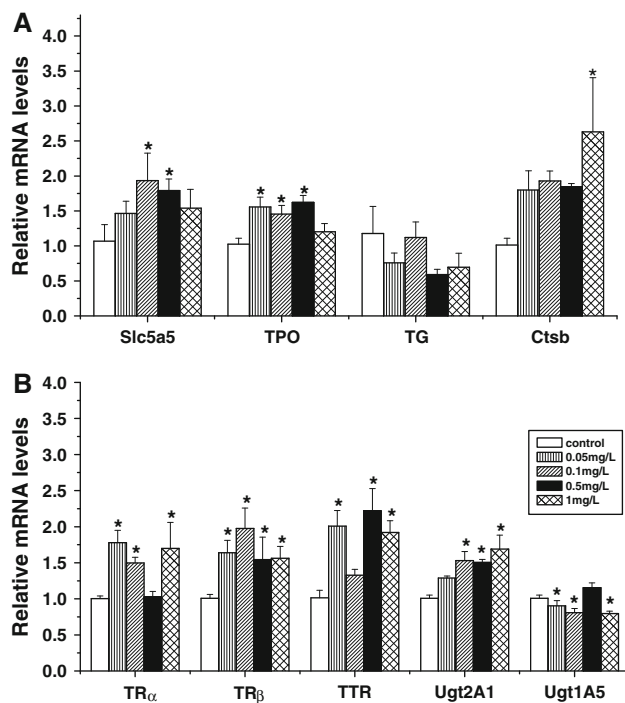 A
Relative mRNA levels
4.0
3.5
3.0
2.5
2.0
1.5
1.0
0.5
0.0
* * * * * *
Slc5a5 TPO TG Ctsb
B
Relative mRNA levels
4.0
3.5
3.0
2.5
2.0
1.5
1.0
0.5
0.0
control
0.05mg/L
0.1mg/L
0.5mg/L
1mg/L
* * * * * * * * * * * * * * * *
TRα TRβ TTR Ugt2A1 Ugt1A5